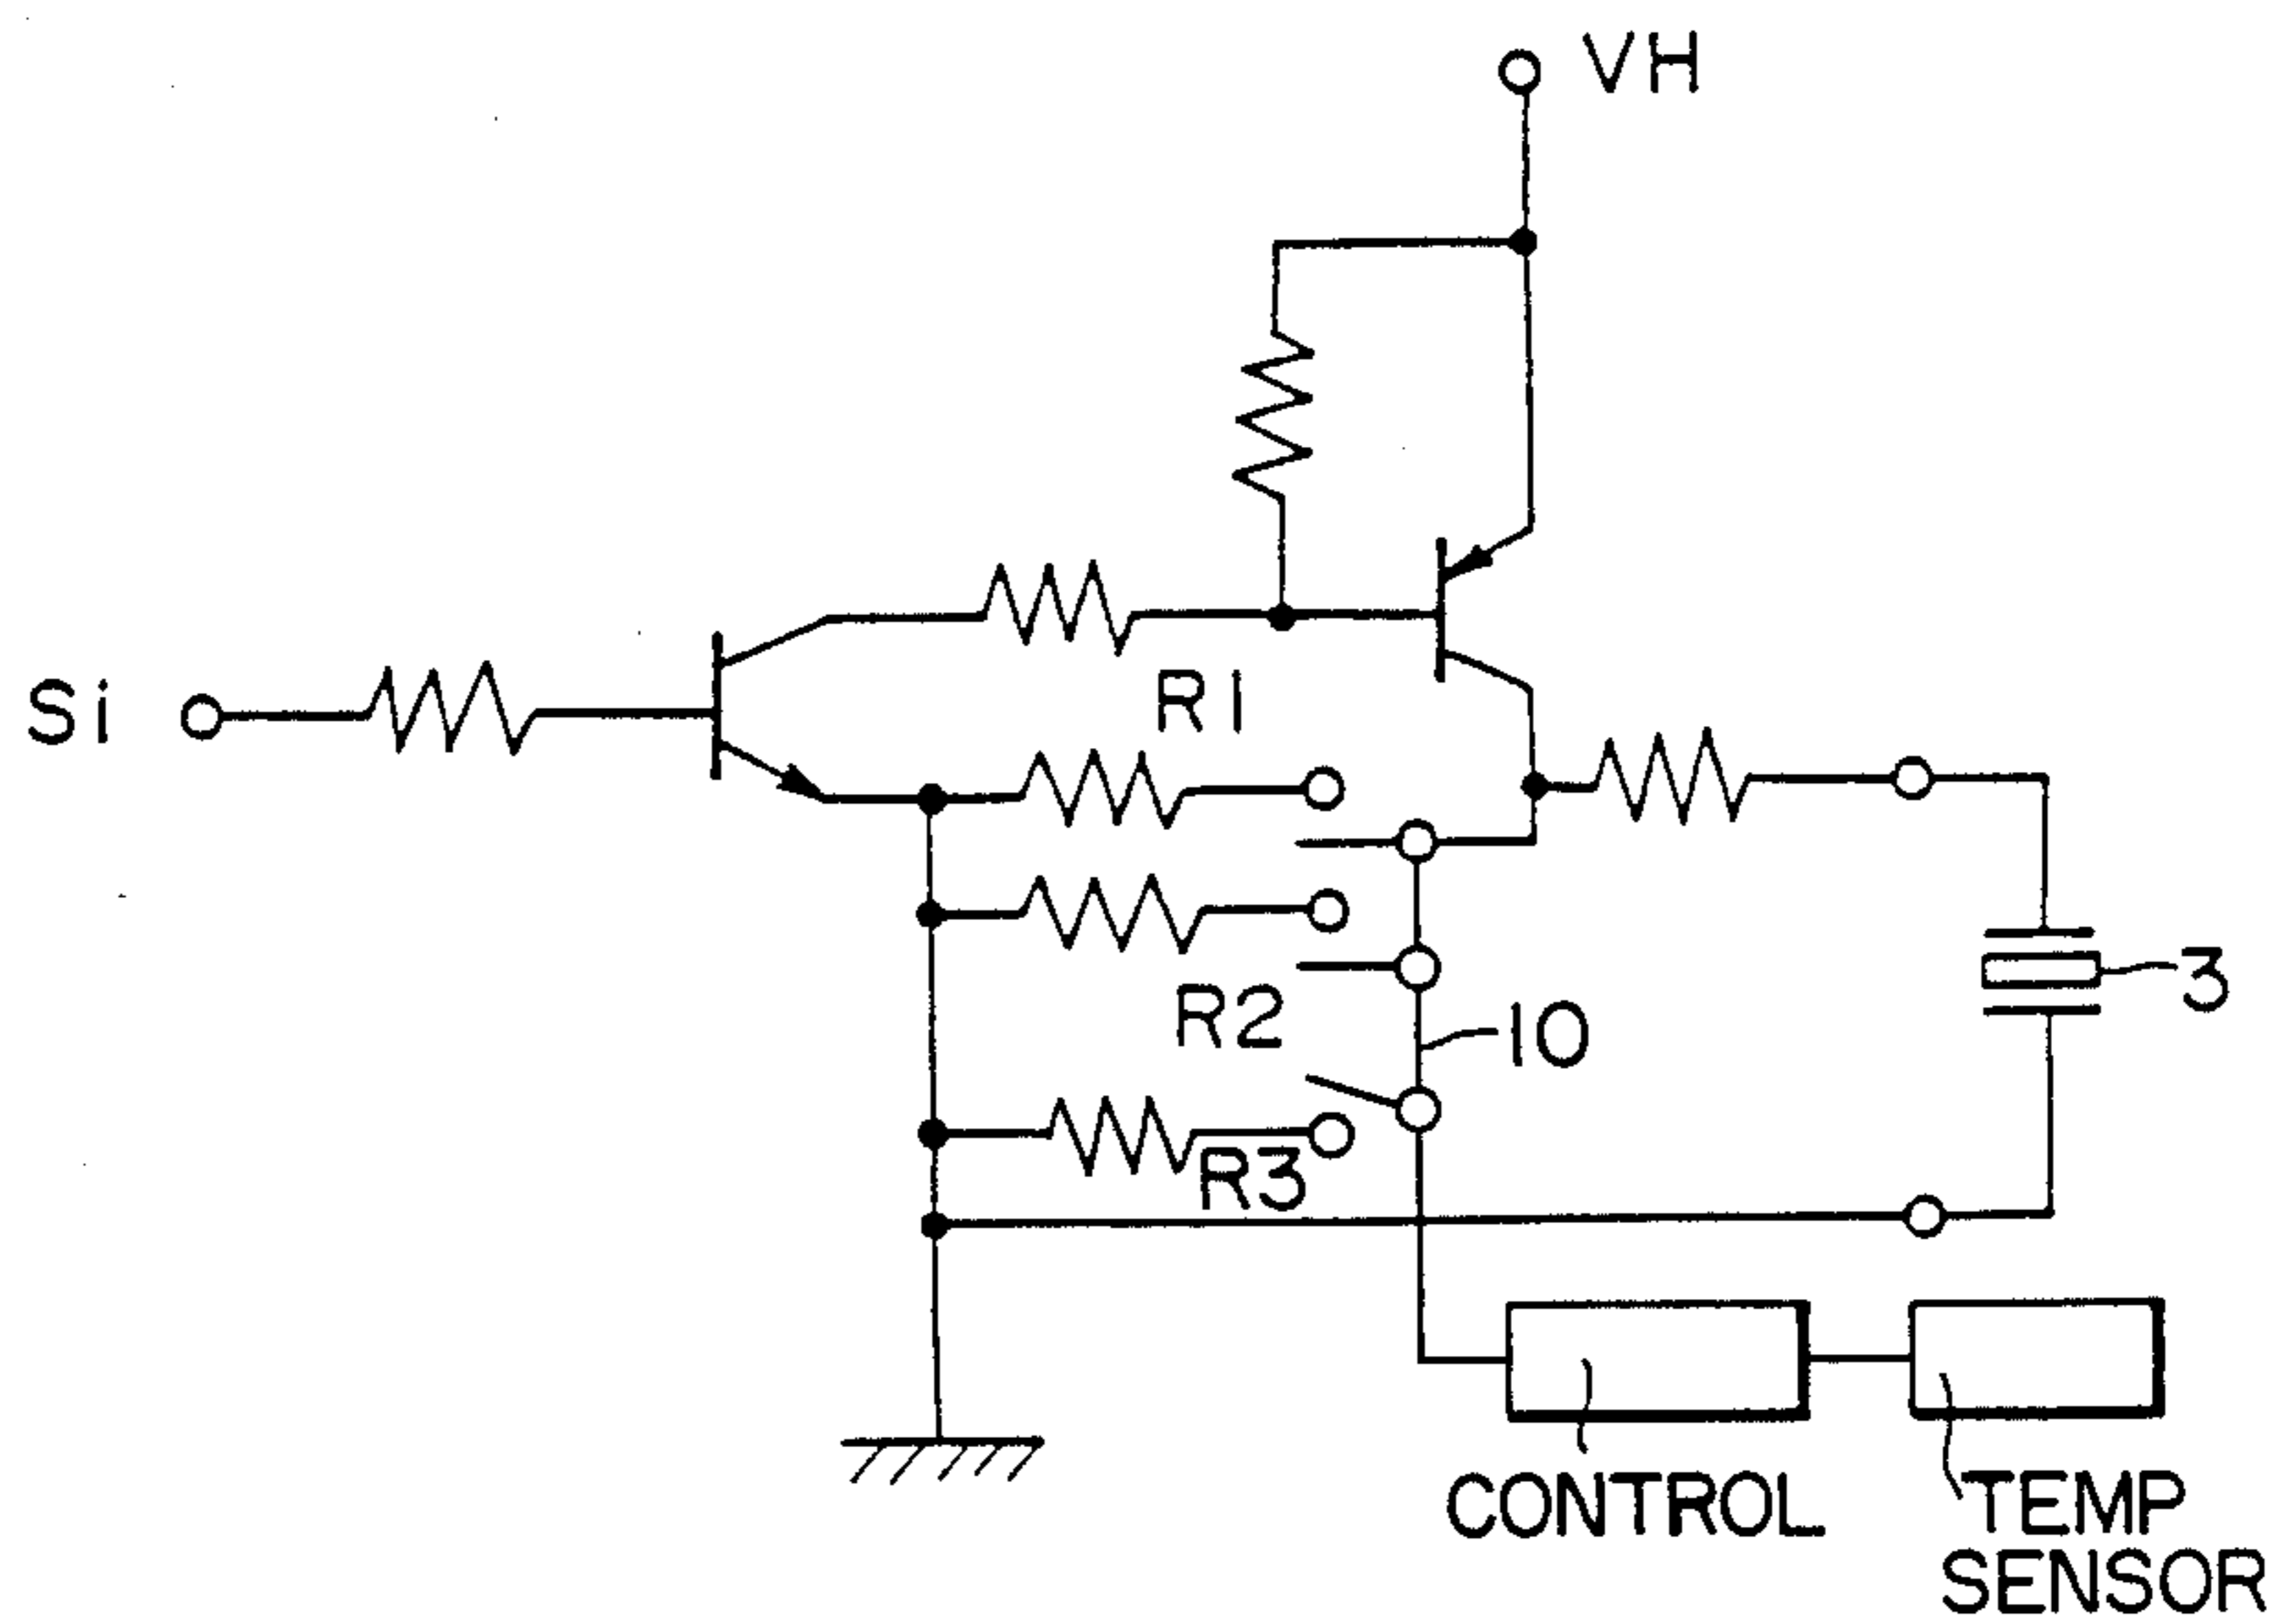 VH
Si
R1
R2
10
3
R3
CONTROL
TEMP
SENSOR